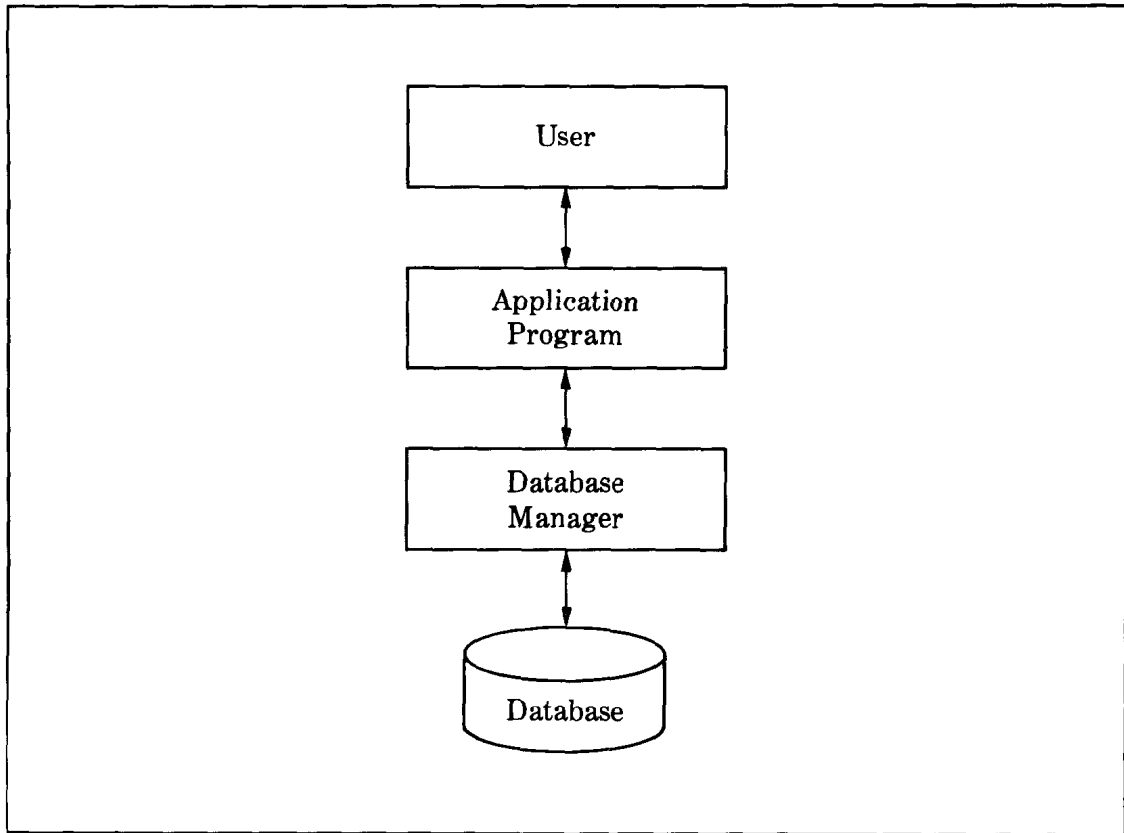 User
Application
Program
Database
Manager
Database